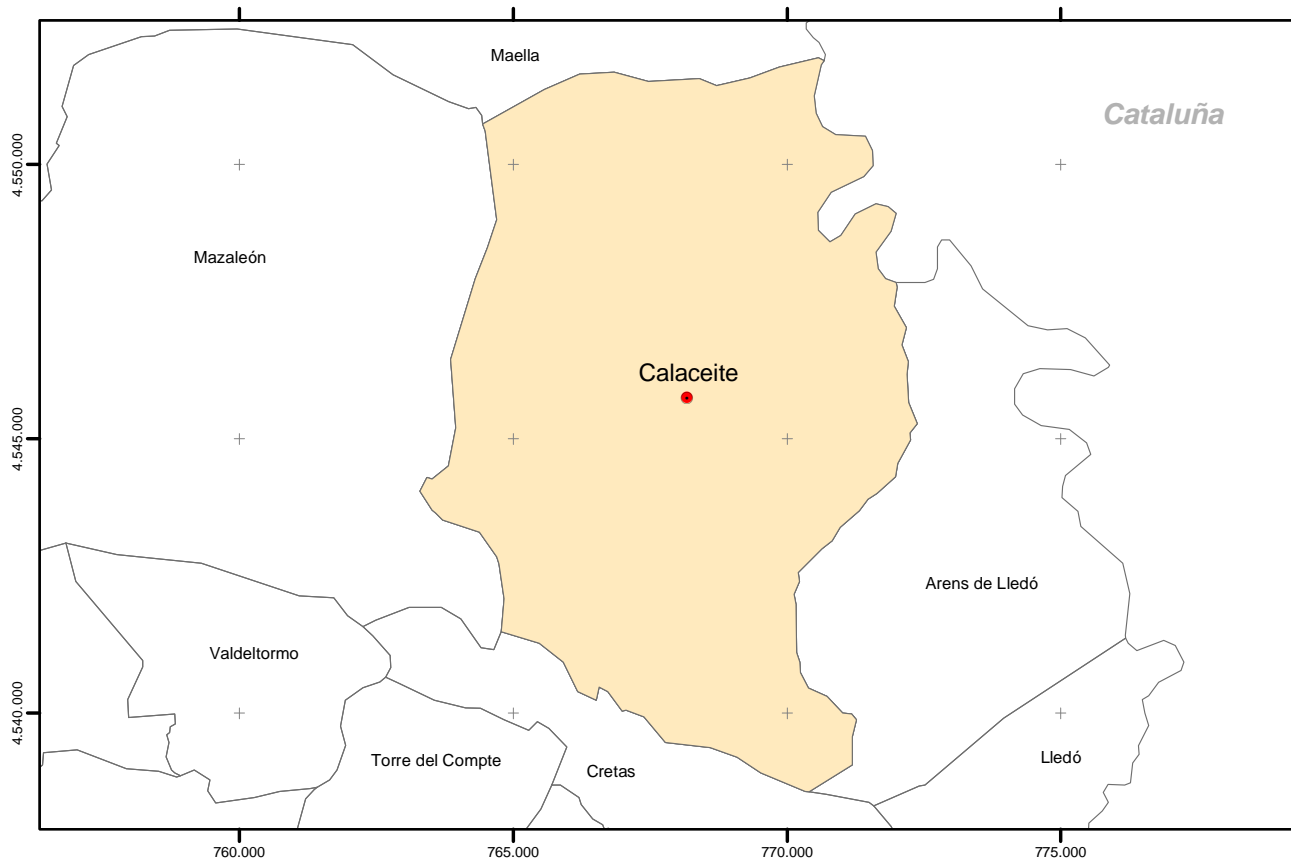 Maella
Cataluña
4.550.000
Mazaleón
Calaceite
4.545.000
Arens de Lledó
Valdeltormo
4.540.000
Torre del Compte
Cretas
Lledó
760.000
765.000
770.000
775.000